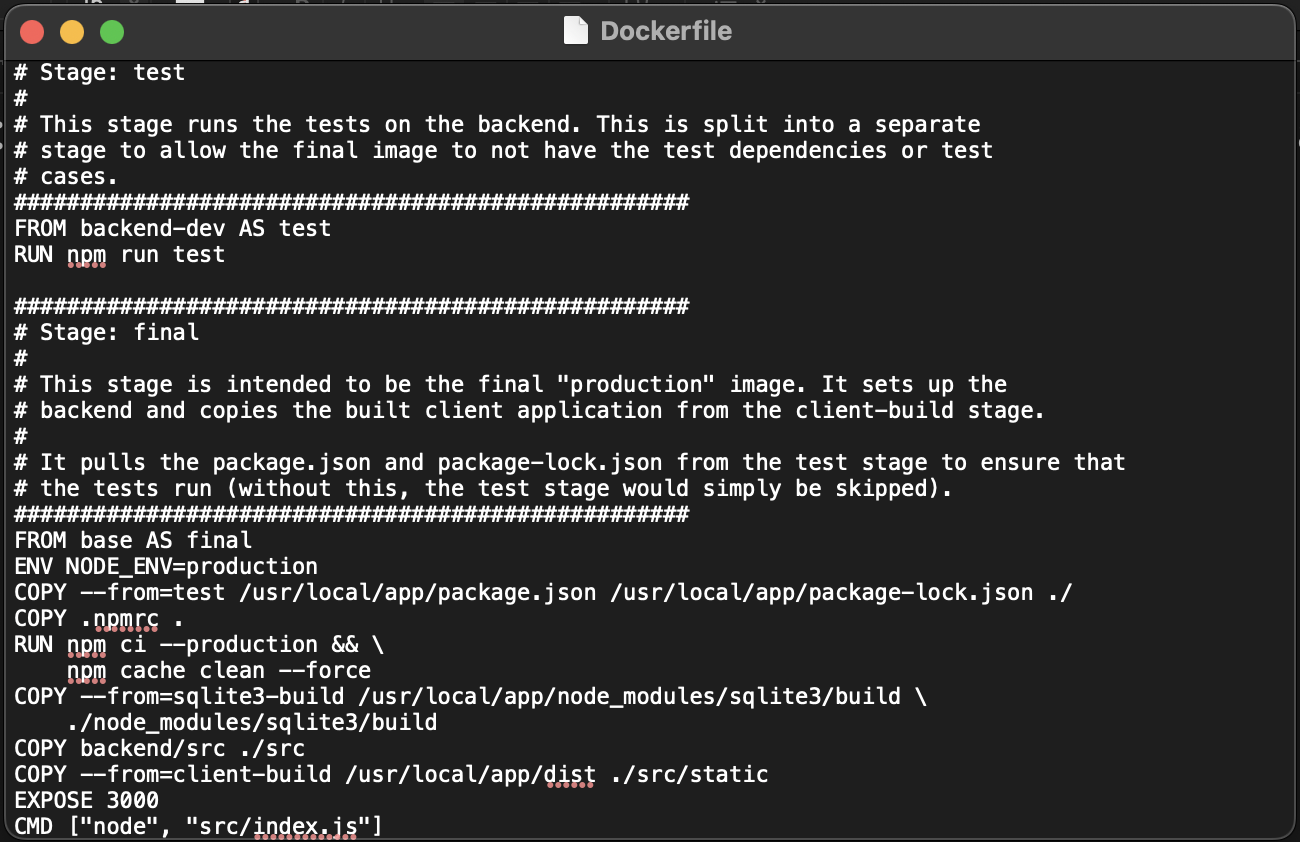 Dockerfile
# Stage: test
#
# This stage runs the tests on the backend. This is split into a separate
# stage to allow the final image to not have the test dependencies or test
# cases.
###################################################
FROM backend-dev AS test
RUN npm run test

###################################################
# Stage: final
#
# This stage is intended to be the final "production" image. It sets up the
# backend and copies the built client application from the client-build stage.
#
# It pulls the package.json and package-lock.json from the test stage to ensure that
# the tests run (without this, the test stage would simply be skipped).
###################################################
FROM base AS final
ENV NODE_ENV=production
COPY --from=test /usr/local/app/package.json /usr/local/app/package-lock.json ./
COPY .npmrc .
RUN npm ci --production && \
    npm cache clean --force
COPY --from=sqlite3-build /usr/local/app/node_modules/sqlite3/build \
    ./node_modules/sqlite3/build
COPY backend/src ./src
COPY --from=client-build /usr/local/app/dist ./src/static
EXPOSE 3000
CMD ["node", "src/index.js"]